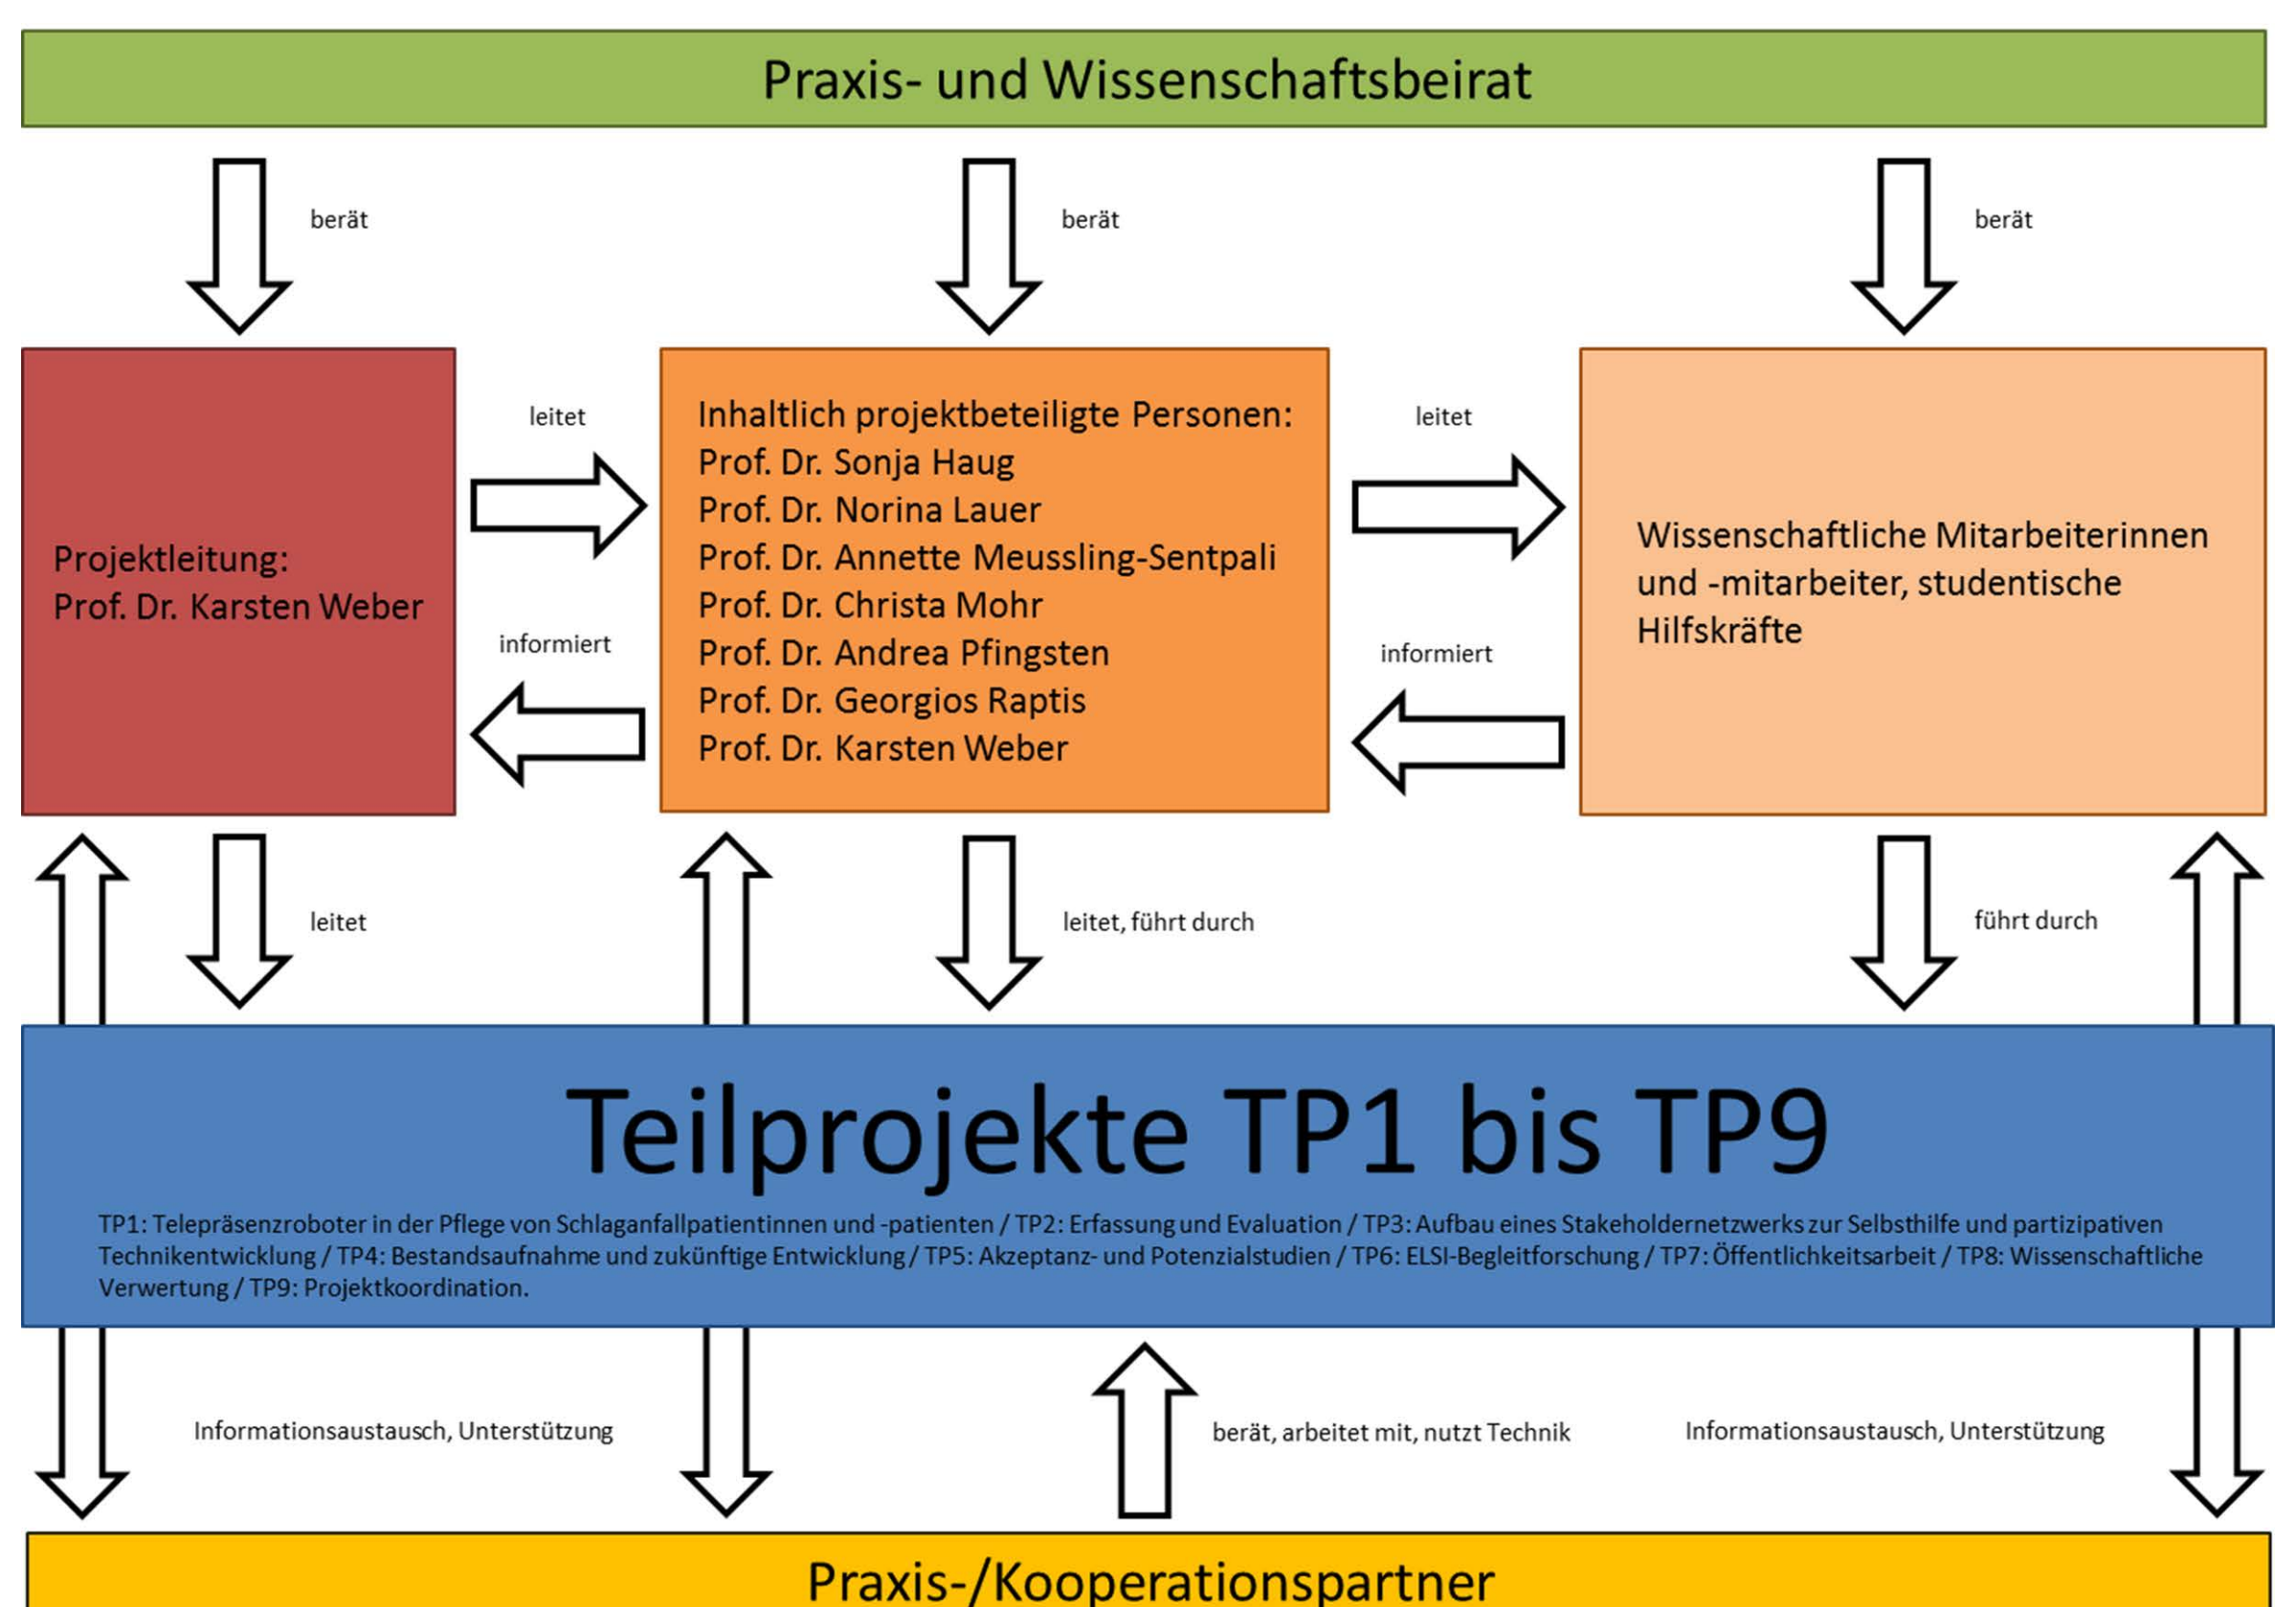 Praxis- und Wissenschaftsbeirat
berät
berät
berät
Projektleitung:
Prof. Dr. Karsten Weber
leitet
informiert
Inhaltlich projektbeteiligte Personen:
Prof. Dr. Sonja Haug
Prof. Dr. Norina Lauer
Prof. Dr. Annette Meussling-Sentpali
Prof. Dr. Christa Mohr
Prof. Dr. Andrea Pfingsten
Prof. Dr. Georgios Raptis
Prof. Dr. Karsten Weber
leitet
informiert
Wissenschaftliche Mitarbeiterinnen
und -mitarbeiter, studentische
Hilfskräfte
leitet
leitet, führt durch
führt durch
Teilprojekte TP1 bis TP9
TP1: Telepräsenzroboter in der Pflege von Schlaganfallpatientinnen und -patienten / TP2: Erfassung und Evaluation / TP3: Aufbau eines Stakeholdernetzwerks zur Selbsthilfe und partizipativen
Technikentwicklung / TP4: Bestandsaufnahme und zukünftige Entwicklung / TP5: Akzeptanz- und Potenzialstudien / TP6: ELSI-Begleitforschung / TP7: Öffentlichkeitsarbeit / TP8: Wissenschaftliche
Verwertung / TP9: Projektkoordination.
Informationsaustausch, Unterstützung
berät, arbeitet mit, nutzt Technik
Informationsaustausch, Unterstützung
Praxis-/Kooperationspartner